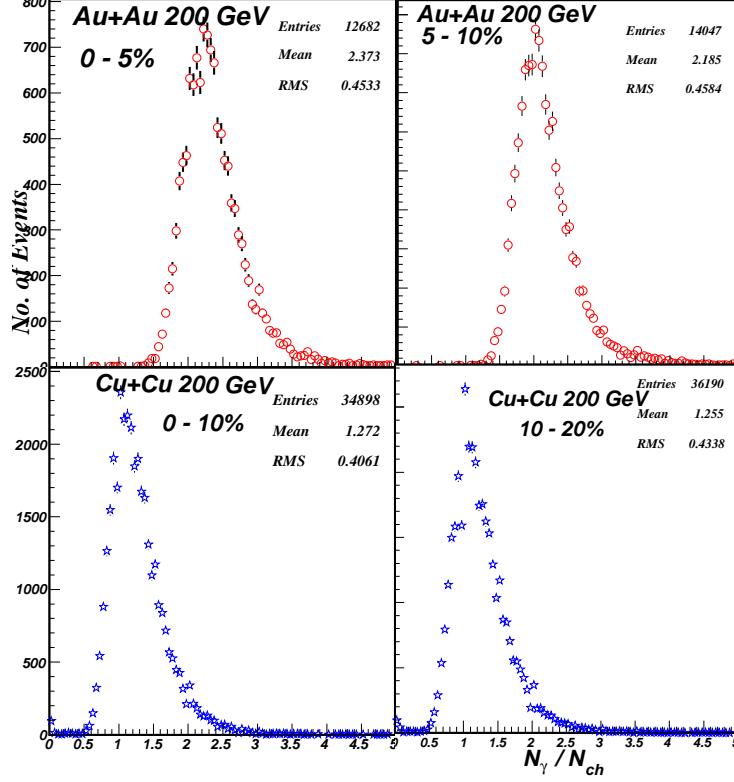 Au+Au 200 GeV
0 - 5%
Entries 12682
Mean 2.373
RMS 0.4533
Au+Au 200 GeV
5 - 10%
Entries 14047
Mean 2.185
RMS 0.4584
800
700
600
500
400
300
200
100
No. of Events
Cu+Cu 200 GeV
0 - 10%
Entries 34898
Mean 1.272
RMS 0.4061
Cu+Cu 200 GeV
10 - 20%
Entries 36190
Mean 1.255
RMS 0.4338
2500
2000
1500
1000
500
0
0 0.5 1 1.5 2 2.5 3 3.5 4 4.5
0.5 1 1.5 2 2.5 3 3.5 4 4.5
N_γ / N_ch